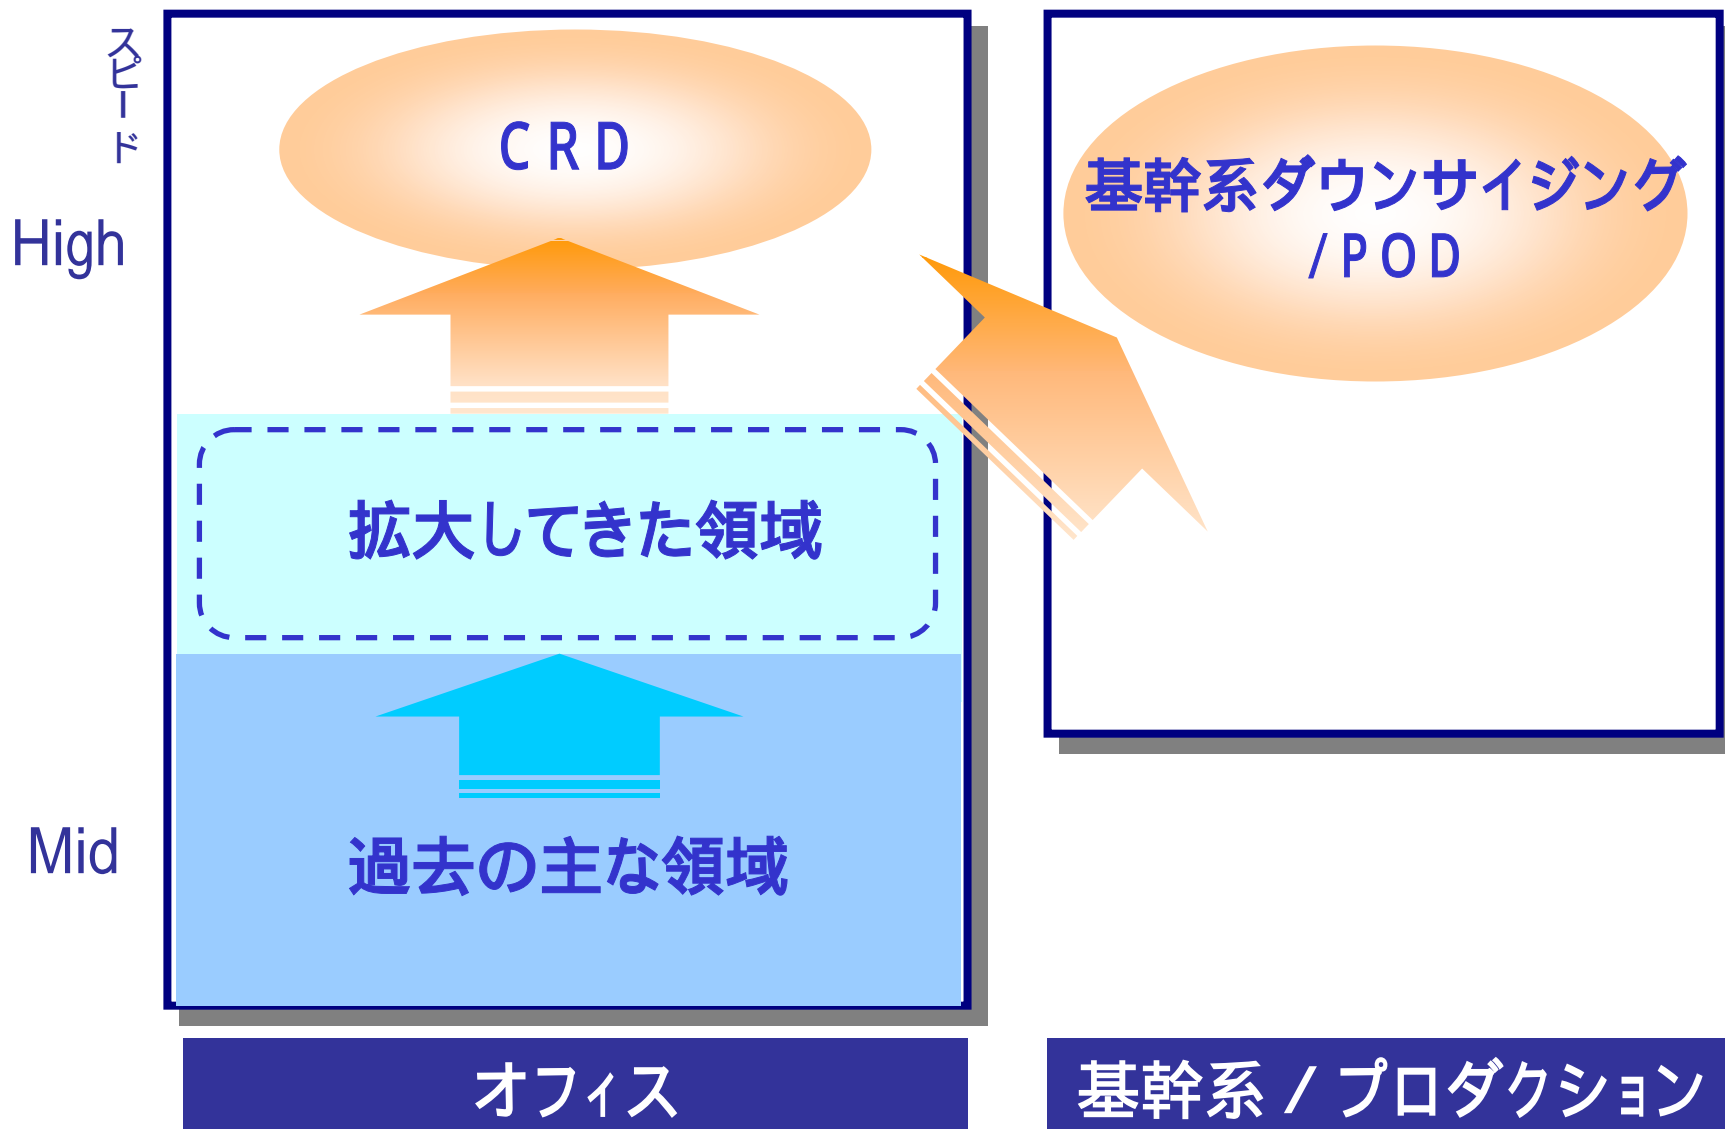 スピード
High
Mid
CRD
拡大してきた領域
過去の主な領域
オフィス
基幹系ダウンサイジング
/POD
基幹系/プロダクション